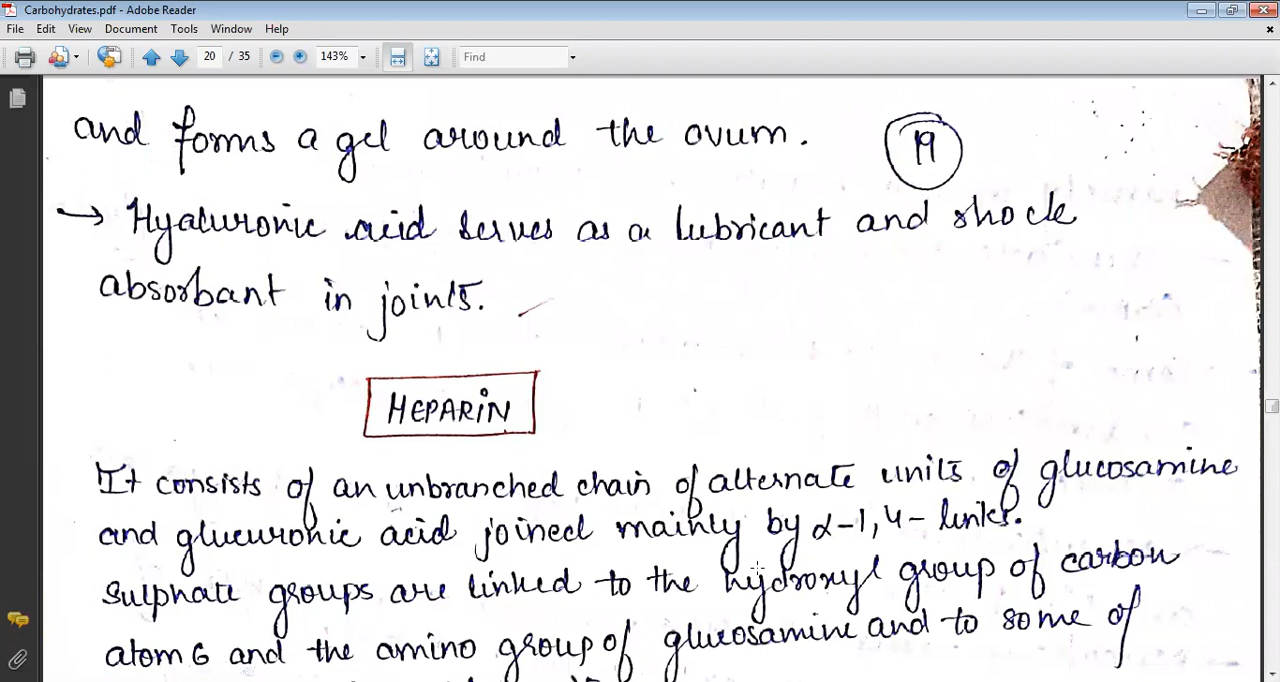 Carbohydrates.pdf - Adobe Reader
File Edit View Document Tools Window Help
20 / 35 143% Find
and forms a gel around the ovum. 19
→ Hyaluronic acid serves as a lubricant and shock
absorbant in joints.
HEPARIN
It consists of an unbranched chain of alternate units of glucosamine
and glucuronic acid joined mainly by α-1,4- links.
Sulphate groups are linked to the hydroxyl group of carbon
atom 6 and the amino group of glucosamine and to some of